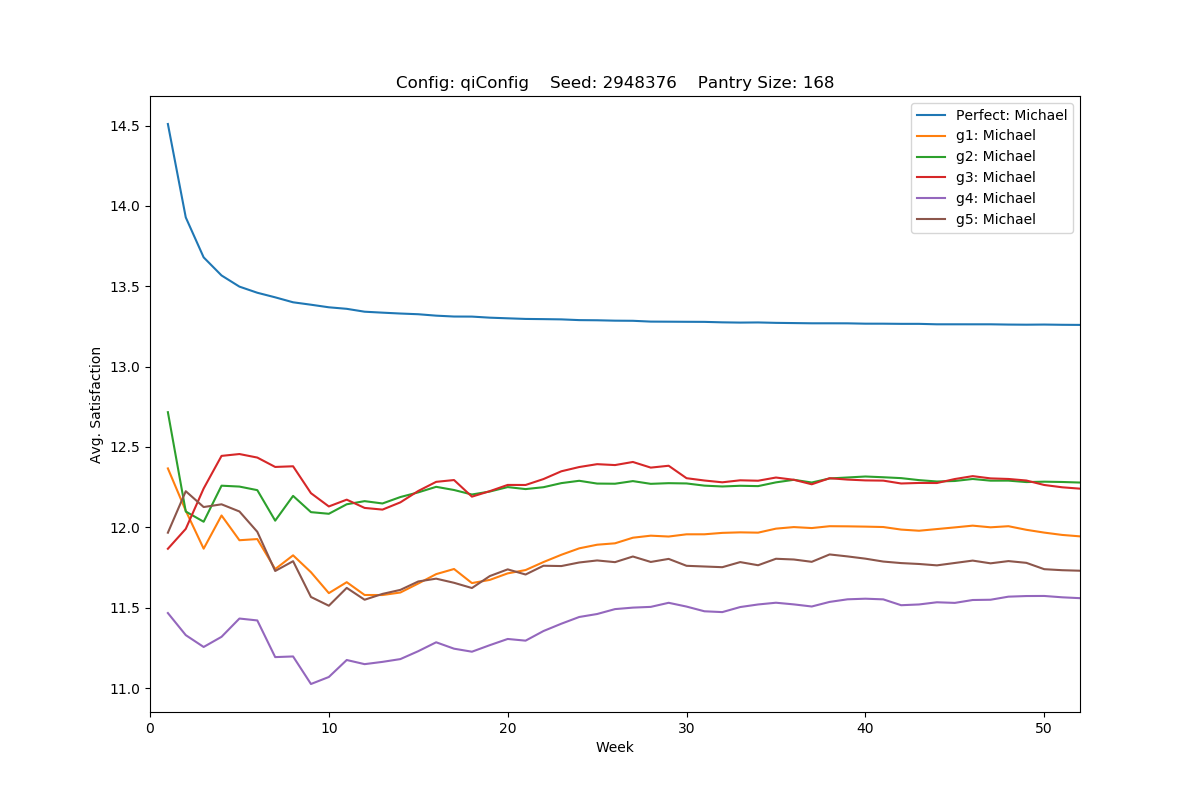 Config: qiConfig    Seed: 2948376    Pantry Size: 168
Perfect: Michael
g1: Michael
g2: Michael
g3: Michael
g4: Michael
g5: Michael
14.5
14.0
13.5
13.0
12.5
12.0
11.5
11.0
Avg. Satisfaction
0 10 20 30 40 50
Week